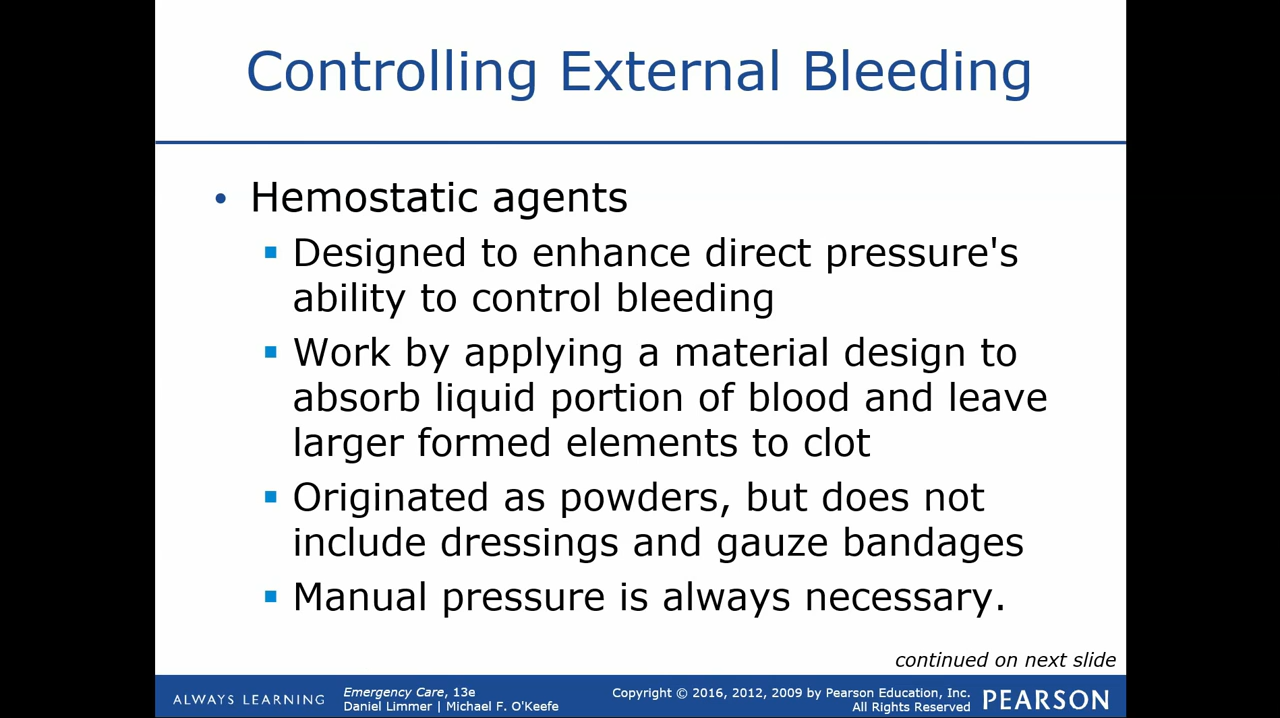 Controlling External Bleeding
• Hemostatic agents
▪ Designed to enhance direct pressure's
ability to control bleeding
▪ Work by applying a material design to
absorb liquid portion of blood and leave
larger formed elements to clot
▪ Originated as powders, but does not
include dressings and gauze bandages
▪ Manual pressure is always necessary.
continued on next slide
ALWAYS LEARNING
Emergency Care, 13e
Daniel Limmer | Michael F. O'Keefe
Copyright © 2016, 2012, 2009 by Pearson Education, Inc.
All Rights Reserved
PEARSON